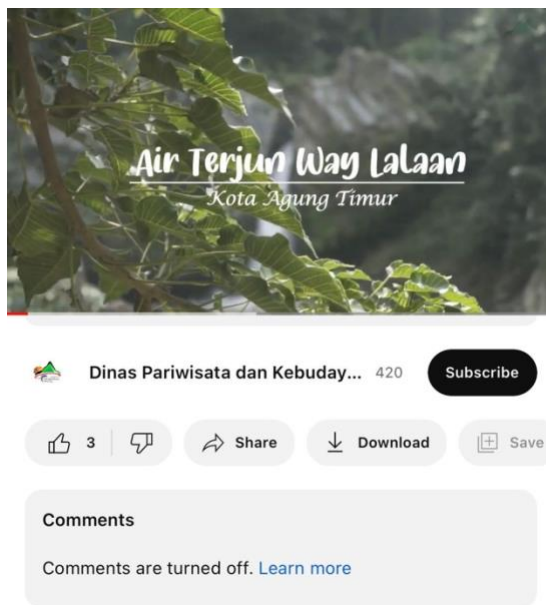 Air Terjun Way Lalaan
Kota Agung Timur
Dinas Pariwisata dan Kebuday... 420 Subscribe
3 Share Download Save
Comments
Comments are turned off. Learn more